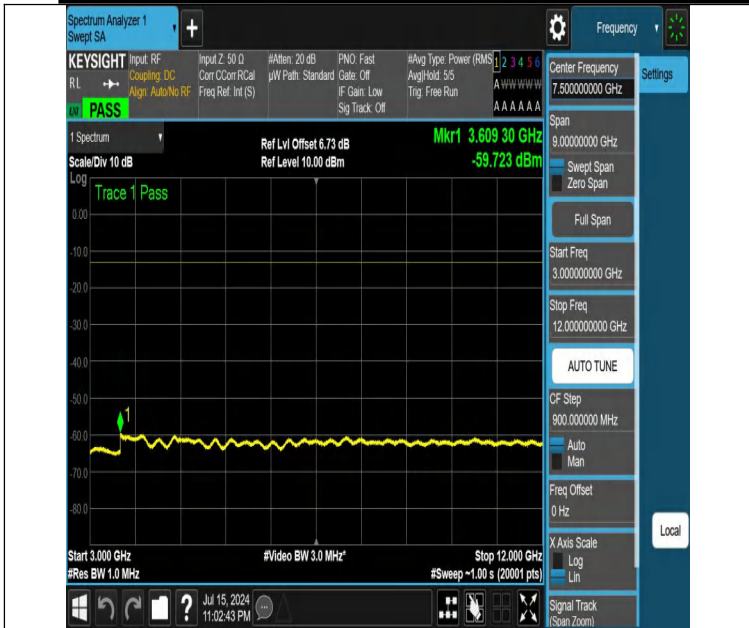 Spectrum Analyzer 1
Swept SA
Frequency
KEYSIGHT
RL
LXI
PASS
Input: RF
Coupling: DC
Align: Auto/No RF
Input Z: 50 Ω
Corr CCorr RCal
Freq Ref: Int (S)
#Atten: 20 dB
µW Path: Standard
PNO: Fast
Gate: Off
IF Gain: Low
Sig Track: Off
#Avg Type: Power (RMS
Avg|Hold: 5/5
Trig: Free Run
1 2 3 4 5 6
A W W W W W
A A A A A A
1 Spectrum
Scale/Div 10 dB
Ref Lvl Offset 6.73 dB
Ref Level 10.00 dBm
Mkr1 3.609 30 GHz
-59.723 dBm
Log
Trace 1 Pass
0.00
-10.0
-20.0
-30.0
-40.0
-50.0
-60.0
-70.0
-80.0
1
Start 3.000 GHz
#Res BW 1.0 MHz
#Video BW 3.0 MHz*
Stop 12.000 GHz
#Sweep ~1.00 s (20001 pts)
Jul 15, 2024
11:02:43 PM
Settings
Center Frequency
7.500000000 GHz
Span
9.00000000 GHz
Swept Span
Zero Span
Full Span
Start Freq
3.000000000 GHz
Stop Freq
12.000000000 GHz
AUTO TUNE
CF Step
900.000000 MHz
Auto
Man
Freq Offset
0 Hz
X Axis Scale
Log
Lin
Signal Track
(Span Zoom)
Local